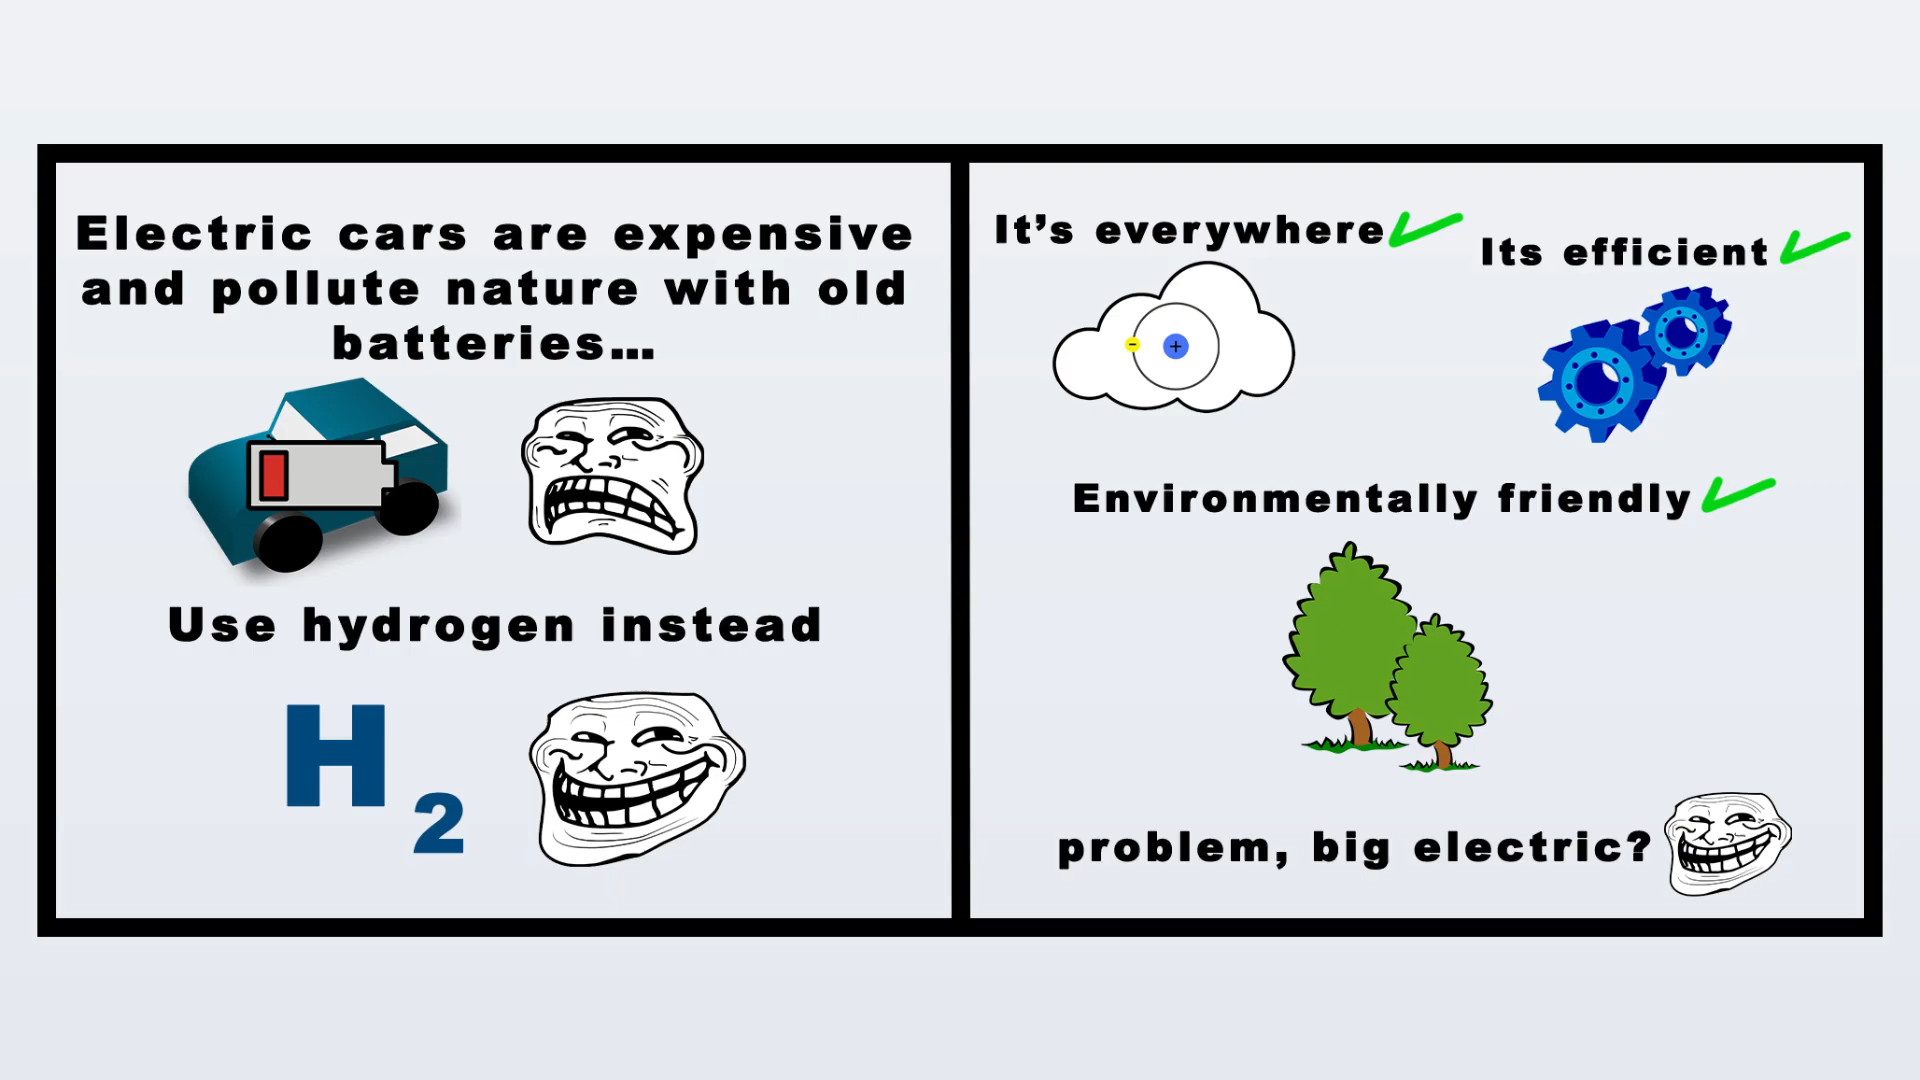 Electric cars are expensive
and pollute nature with old
batteries...
Use hydrogen instead
H
2
It's everywhere
Its efficient
- +
Environmentally friendly
problem, big electric?